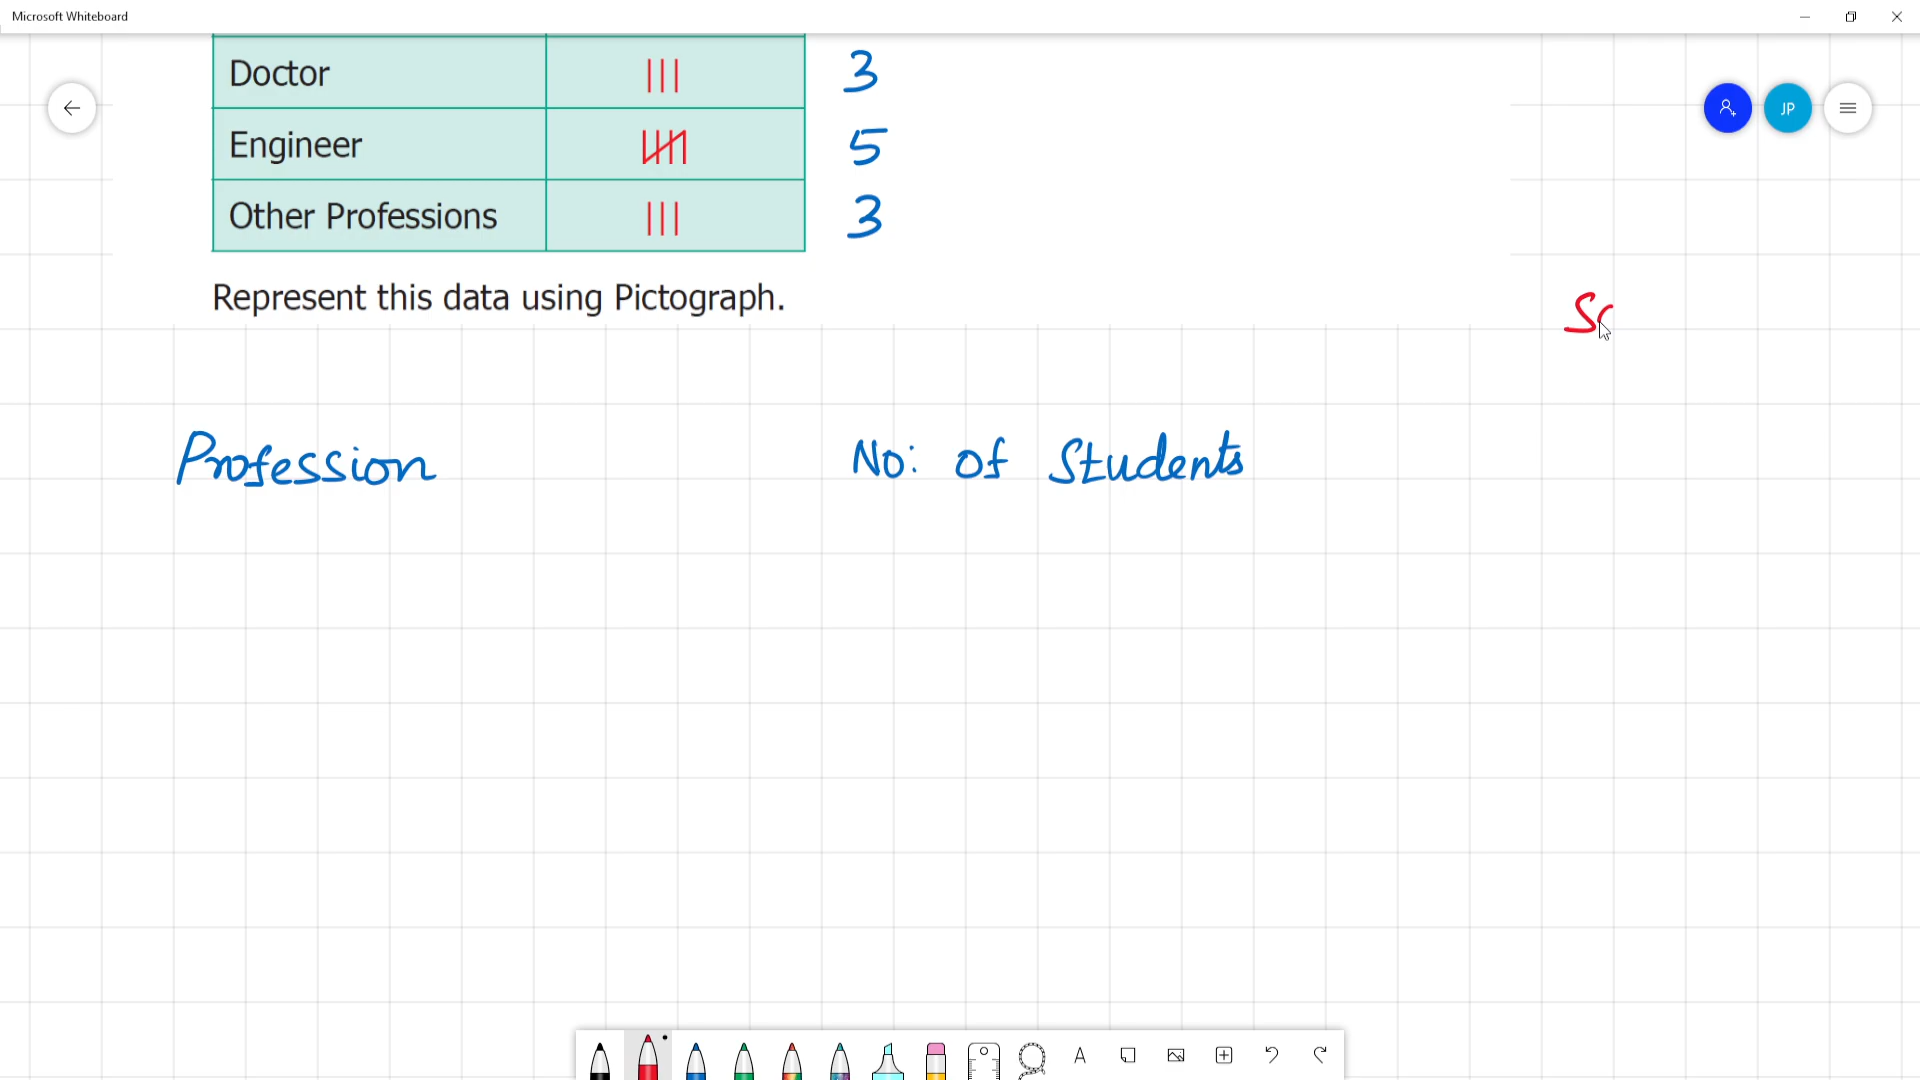 Microsoft Whiteboard
Doctor 3
Engineer 5
Other Professions 3
JP
Represent this data using Pictograph.
Profession No: of Students
A